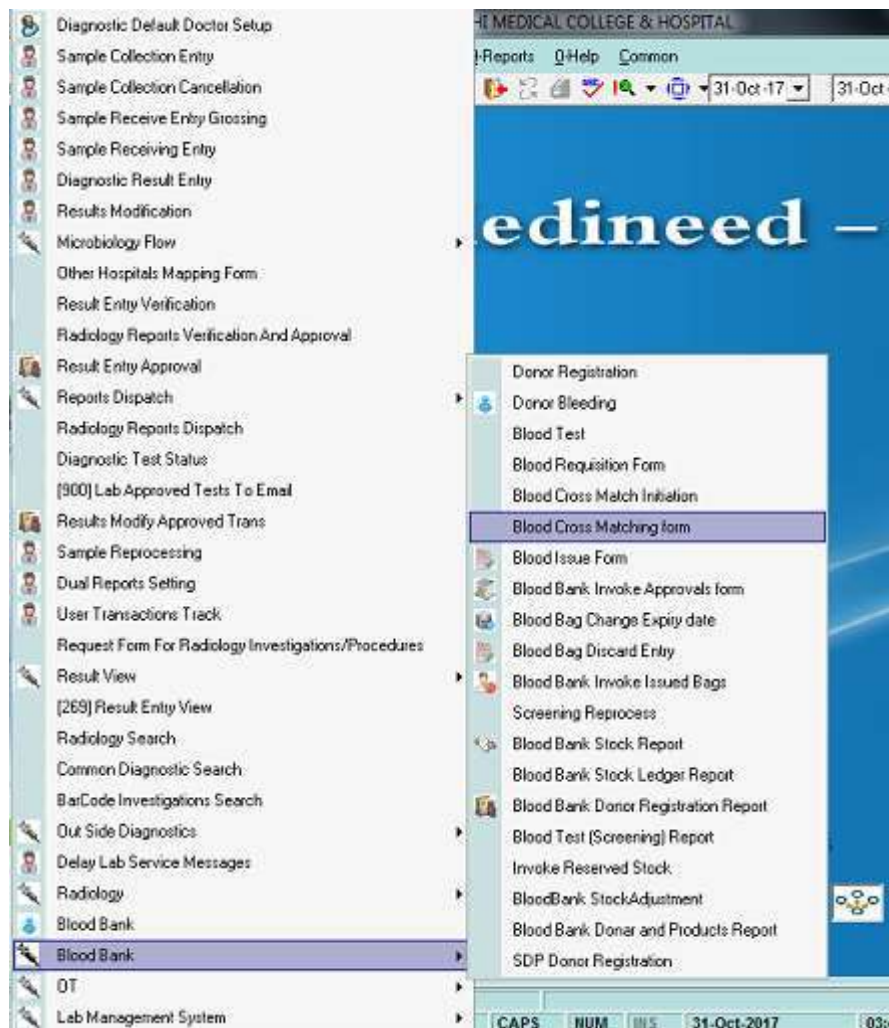 Diagnostic Default Doctor Setup
Sample Collection Entry
Sample Collection Cancellation
Sample Receive Entry Grossing
Sample Receiving Entry
Diagnostic Result Entry
Results Modification
Microbiology Flow
Other Hospitals Mapping Form
Result Entry Verification
Radiology Reports Verification And Approval
Result Entry Approval
Reports Dispatch
Radiology Reports Dispatch
Diagnostic Test Status
[900] Lab Approved Tests To Email
Results Modify Approved Trans
Sample Reprocessing
Dual Reports Setting
User Transactions Track
Request Form For Radiology Investigations/Procedures
Result View
[269] Result Entry View
Radiology Search
Common Diagnostic Search
BarCode Investigations Search
Out Side Diagnostics
Delay Lab Service Messages
Radiology
Blood Bank
Blood Bank
OT
Lab Management System
HI MEDICAL COLLEGE & HOSPITAL
-Reports 0-Help Common
31-Oct-17 31-Oct-
edineed –
Donor Registration
Donor Bleeding
Blood Test
Blood Requisition Form
Blood Cross Match Initiation
Blood Cross Matching form
Blood Issue Form
Blood Bank Invoke Approvals form
Blood Bag Change Expiry date
Blood Bag Discard Entry
Blood Bank Invoke Issued Bags
Screening Reprocess
Blood Bank Stock Report
Blood Bank Stock Ledger Report
Blood Bank Donor Registration Report
Blood Test (Screening) Report
Invoke Reserved Stock
BloodBank StockAdjustment
Blood Bank Donar and Products Report
SDP Donor Registration
CAPS NUM INS 31-Oct-2017 03: